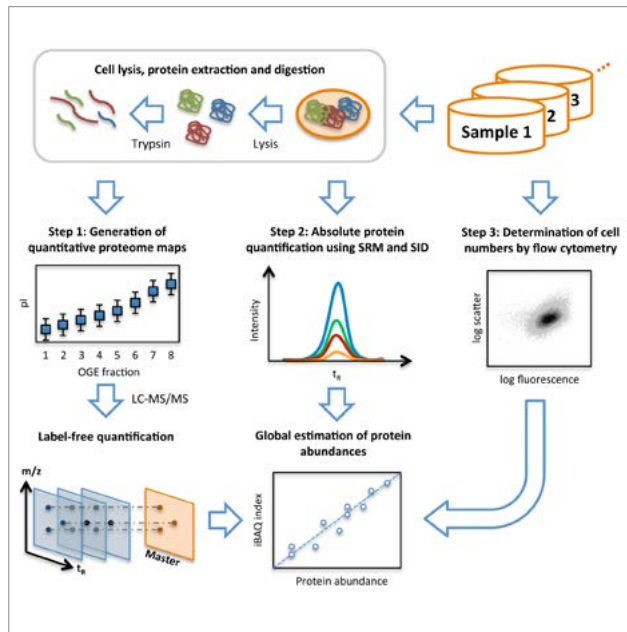 Cell lysis, protein extraction and digestion
Trypsin
Lysis
Sample 1
2
3
Step 1: Generation of
quantitative proteome maps
pI
1 2 3 4 5 6 7 8
OGE fraction
LC-MS/MS
Label-free quantification
m/z
t_R
Master
Step 2: Absolute protein
quantification using SRM and SID
Intensity
t_R
Global estimation of protein
abundances
iBAQ index
Protein abundance
Step 3: Determination of cell
numbers by flow cytometry
log scatter
log fluorescence